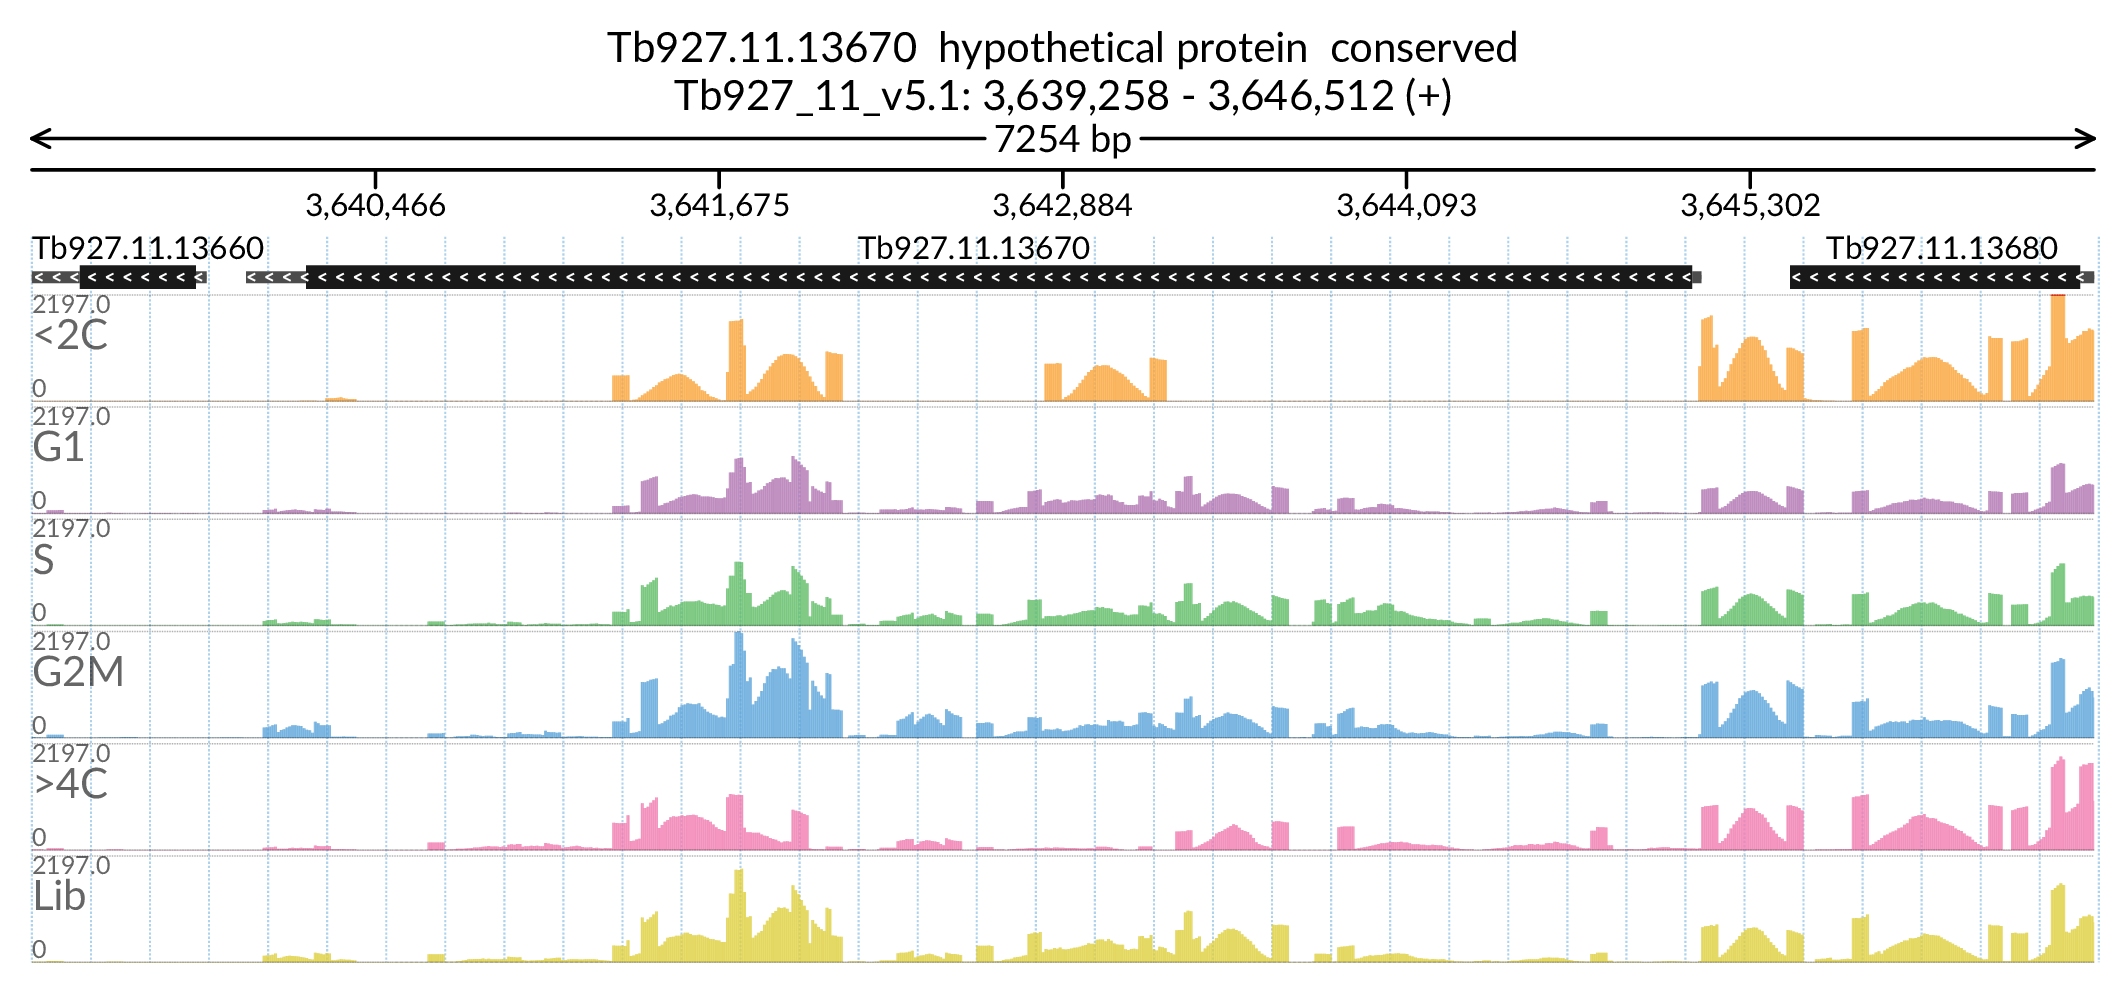 Tb927.11.13670  hypothetical protein  conserved
Tb927_11_v5.1: 3,639,258 - 3,646,512 (+)
7254 bp
3,640,466 3,641,675 3,642,884 3,644,093 3,645,302
Tb927.11.13660 Tb927.11.13670 Tb927.11.13680
2197.0
<2C
0
2197.0
G1
0
2197.0
S
0
2197.0
G2M
0
2197.0
>4C
0
2197.0
Lib
0